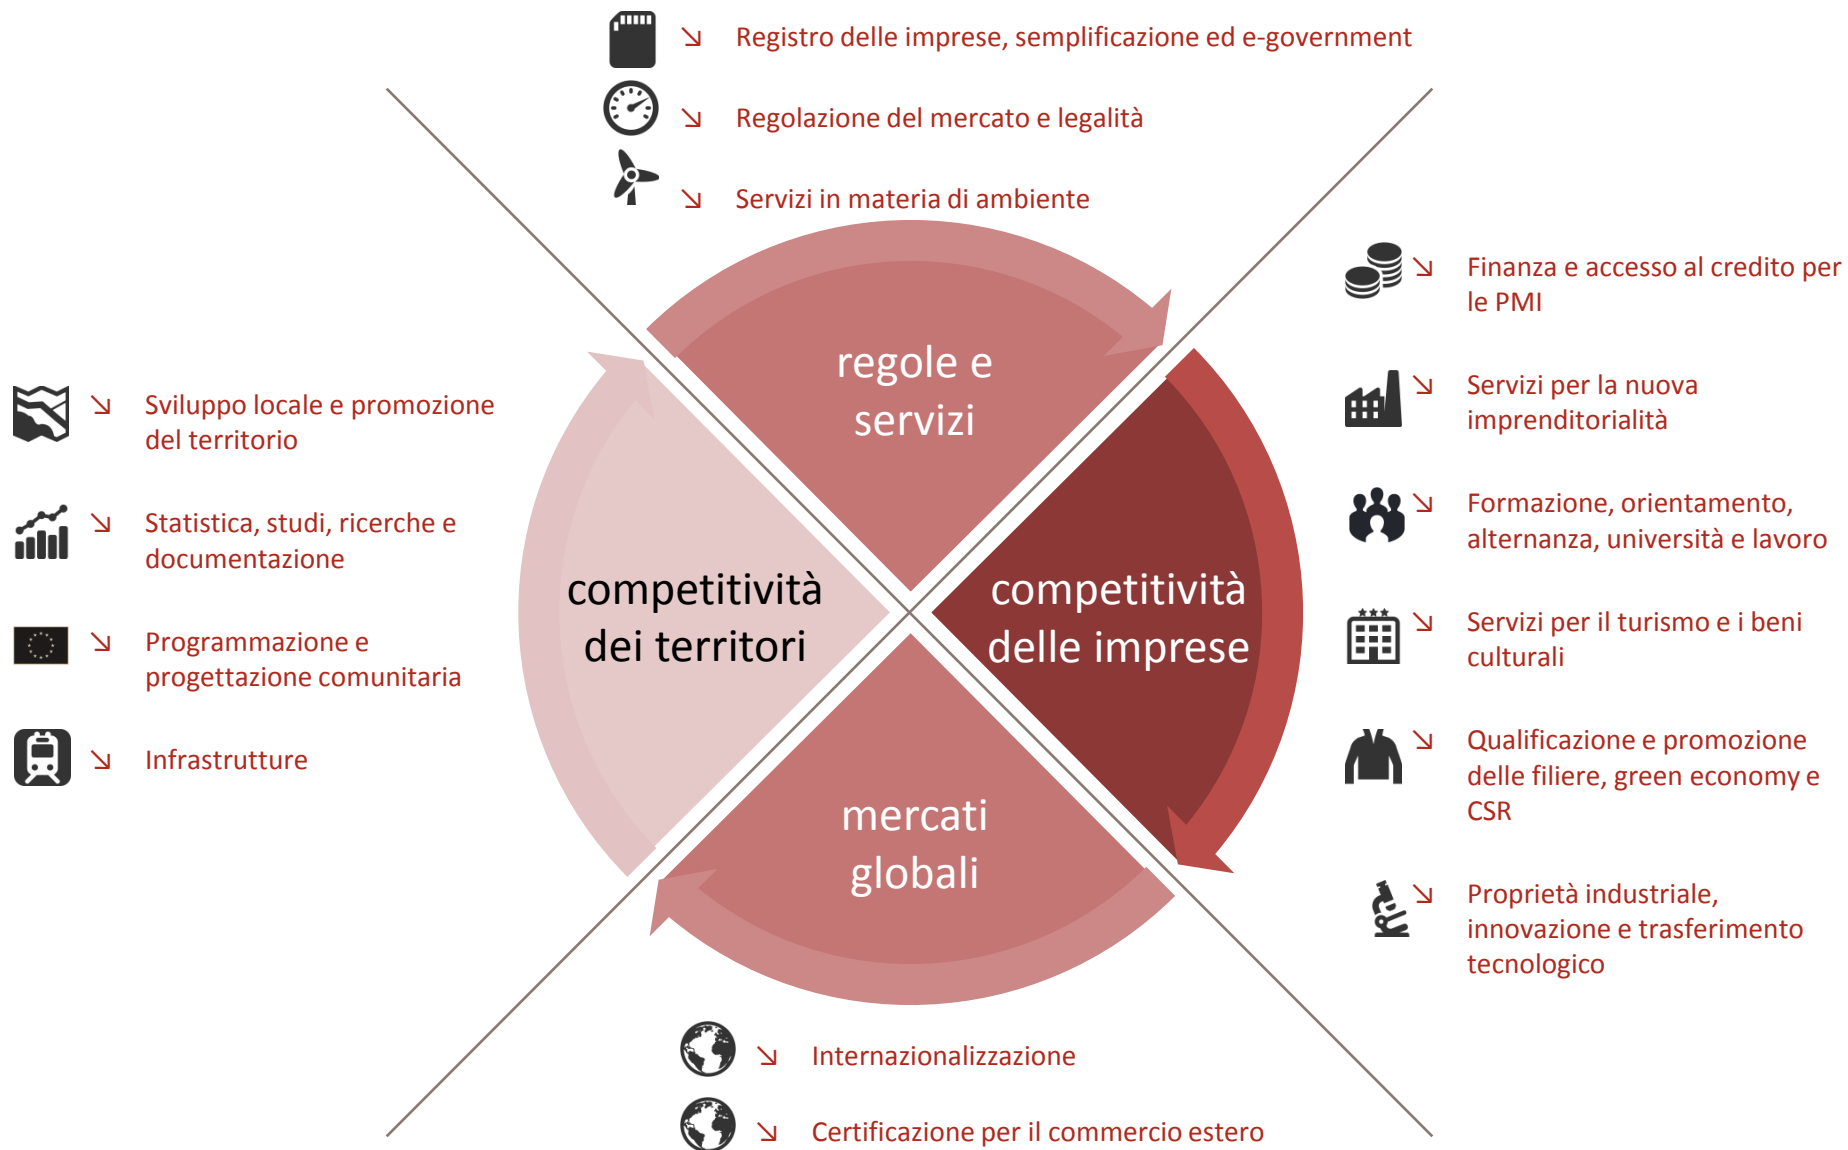 Registro delle imprese, semplificazione ed e-government
Regolazione del mercato e legalità
Servizi in materia di ambiente
regole e
servizi
Finanza e accesso al credito per
le PMI
Servizi per la nuova
imprenditorialità
Formazione, orientamento,
alternanza, università e lavoro
Servizi per il turismo e i beni
culturali
Qualificazione e promozione
delle filiere, green economy e
CSR
Proprietà industriale,
innovazione e trasferimento
tecnologico
competitività
delle imprese
Sviluppo locale e promozione
del territorio
Statistica, studi, ricerche e
documentazione
Programmazione e
progettazione comunitaria
Infrastrutture
competitività
dei territori
mercati
globali
Internazionalizzazione
Certificazione per il commercio estero